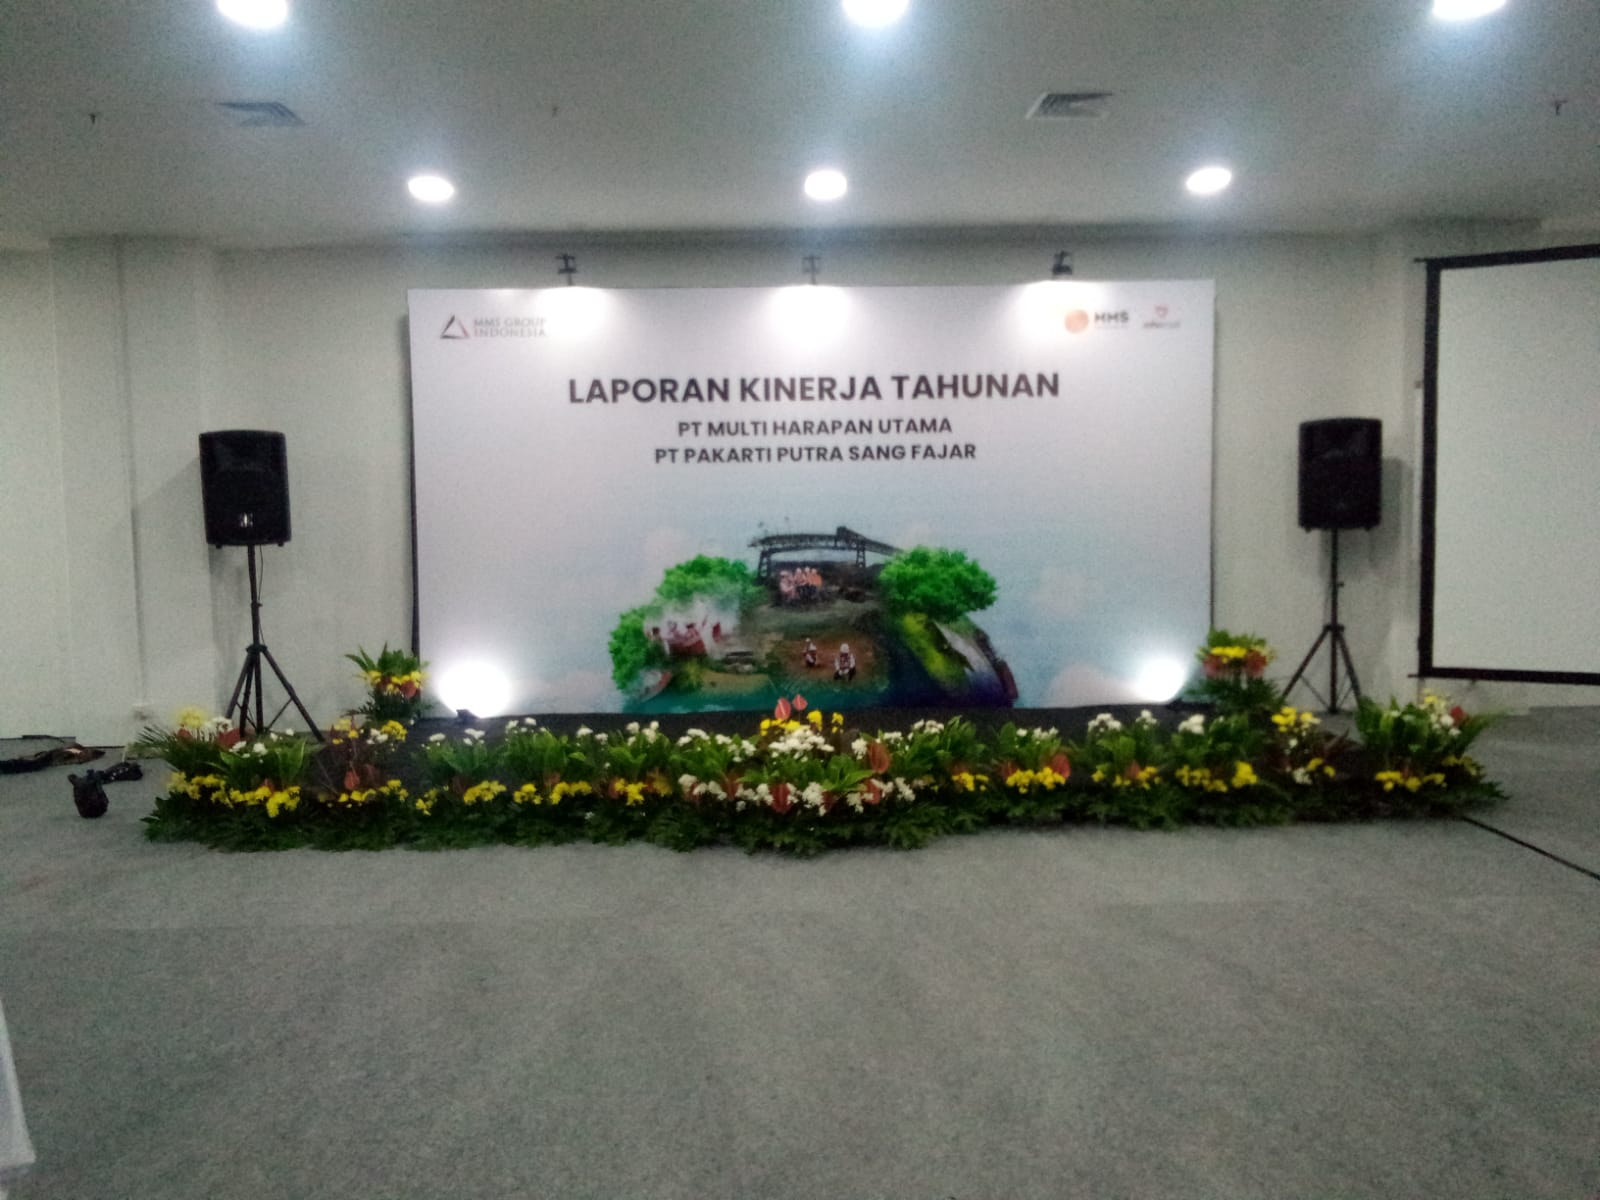 MMS GROUP
INDONESIA
MMS
LAPORAN KINERJA TAHUNAN
PT MULTI HARAPAN UTAMA
PT PAKARTI PUTRA SANG FAJAR